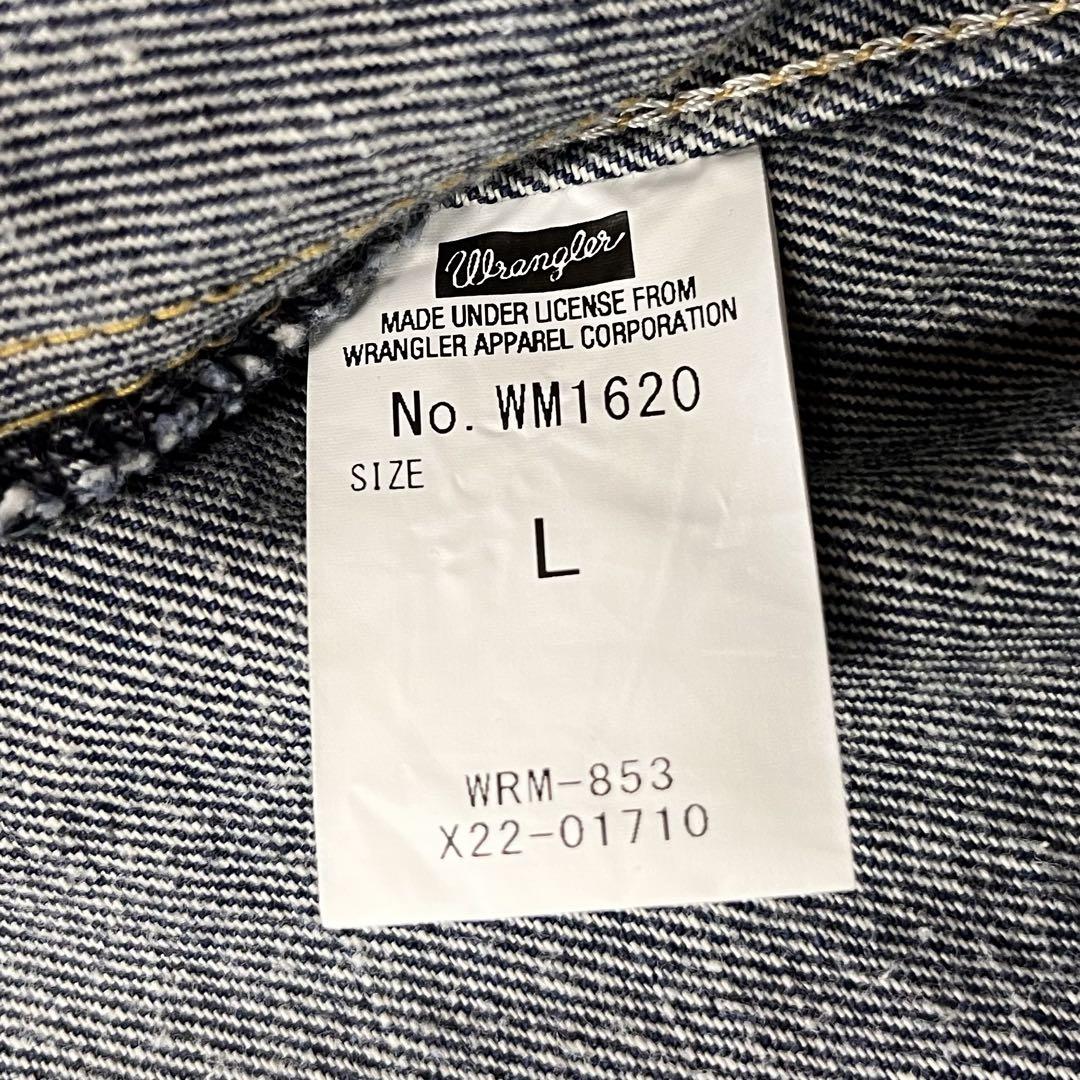 Wrangler
MADE UNDER LICENSE FROM
WRANGLER APPAREL CORPORATION
No. WM1620
SIZE
L
WRM-853
X22-01710